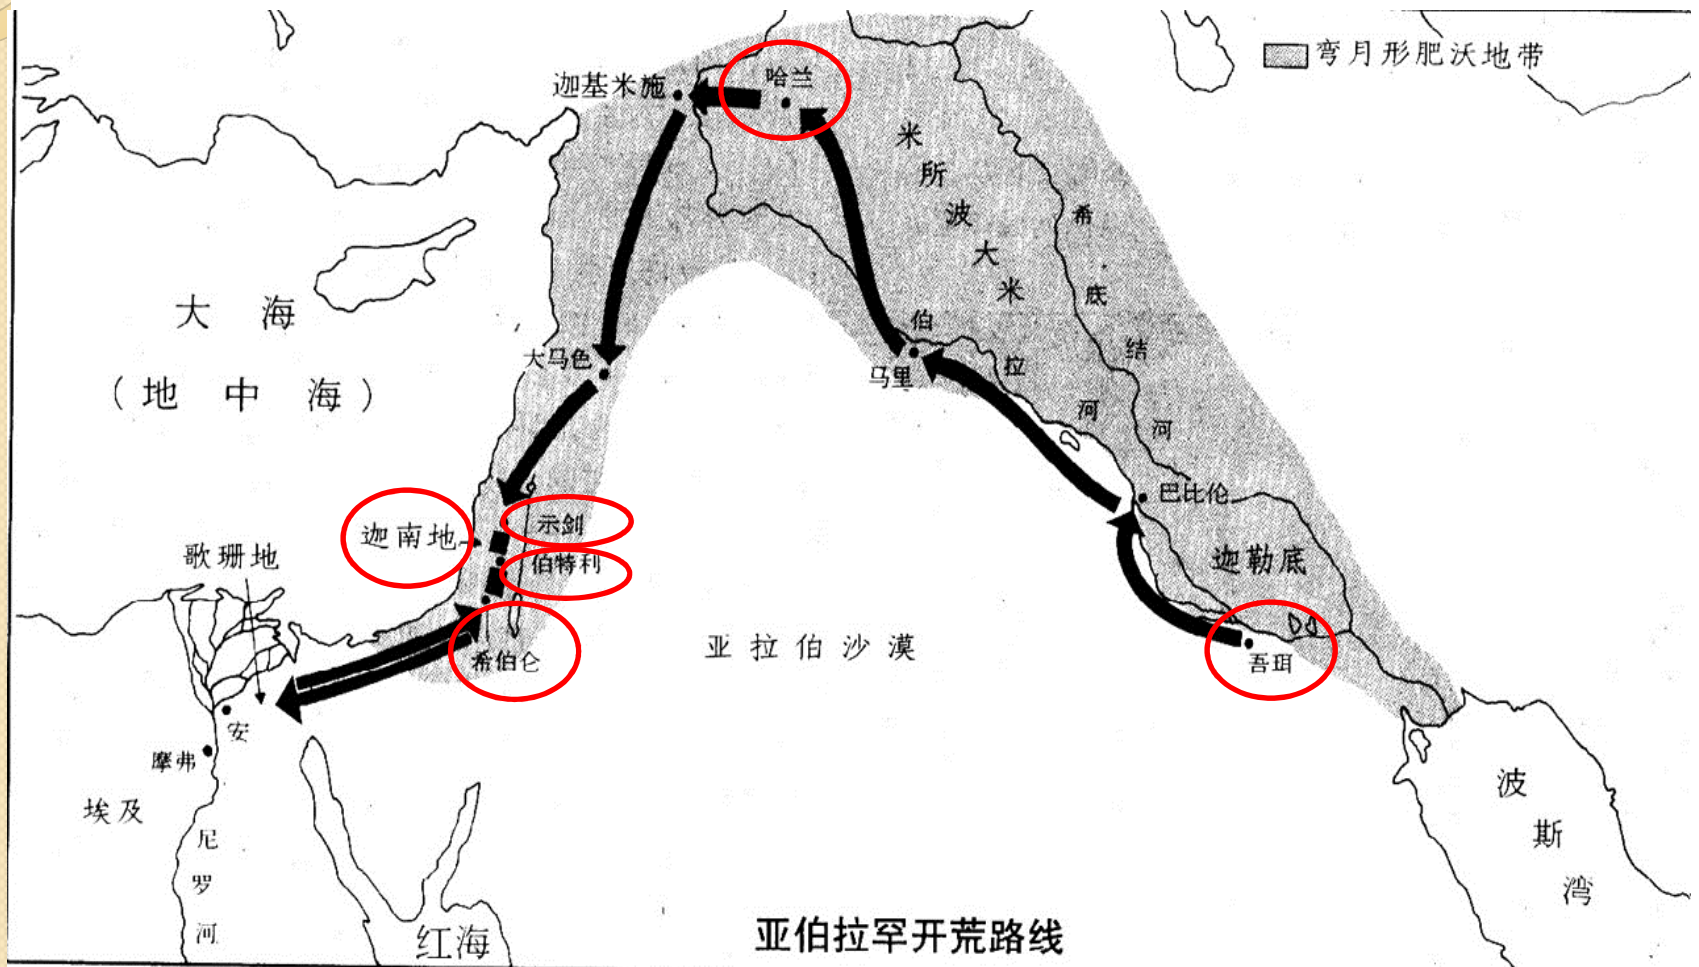 弯月形肥沃地带
哈兰
迦基米施
米所波大米
希底结河
大海
(地中海)
伯拉河
大马色
马里
巴比伦
示剑
迦南地
伯特利
歌珊地
迦勒底
希伯仑
亚拉伯沙漠
吾珥
安
摩弗
埃及
尼罗河
波斯湾
红海
亚伯拉罕开荒路线